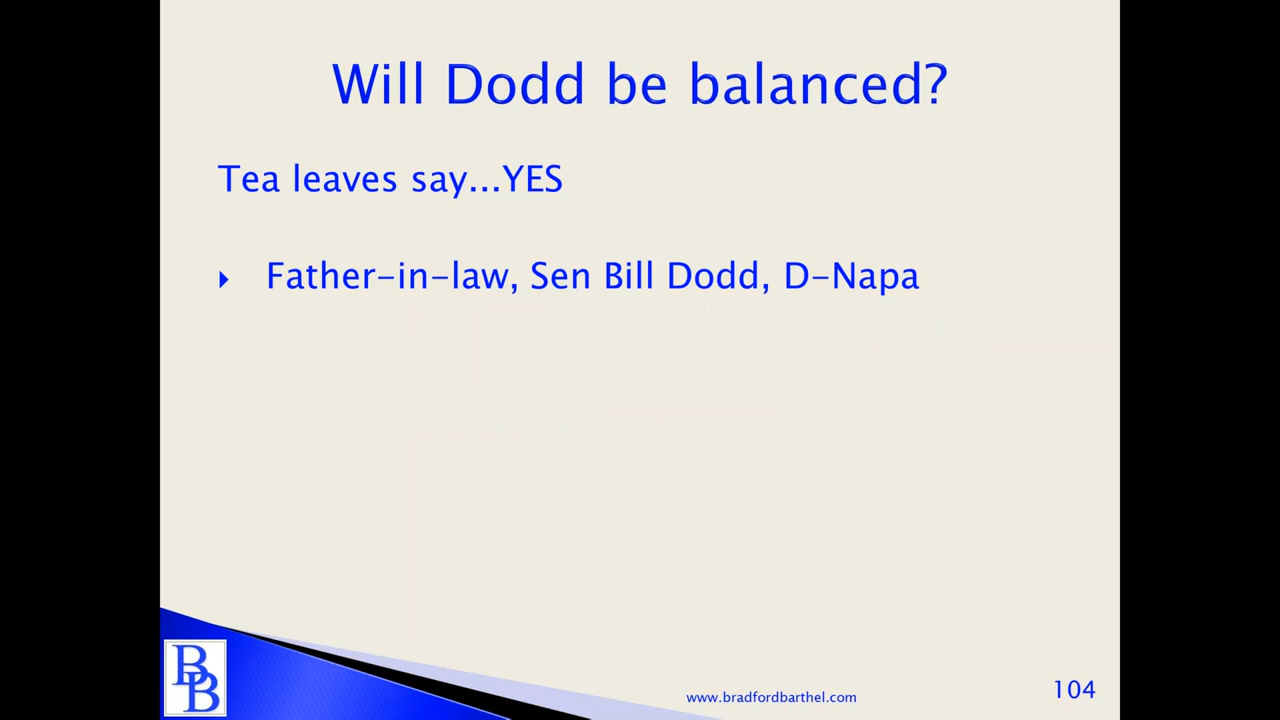 Will Dodd be balanced?
Tea leaves say...YES
Father-in-law, Sen Bill Dodd, D-Napa
BB
www.bradfordbarthel.com
104